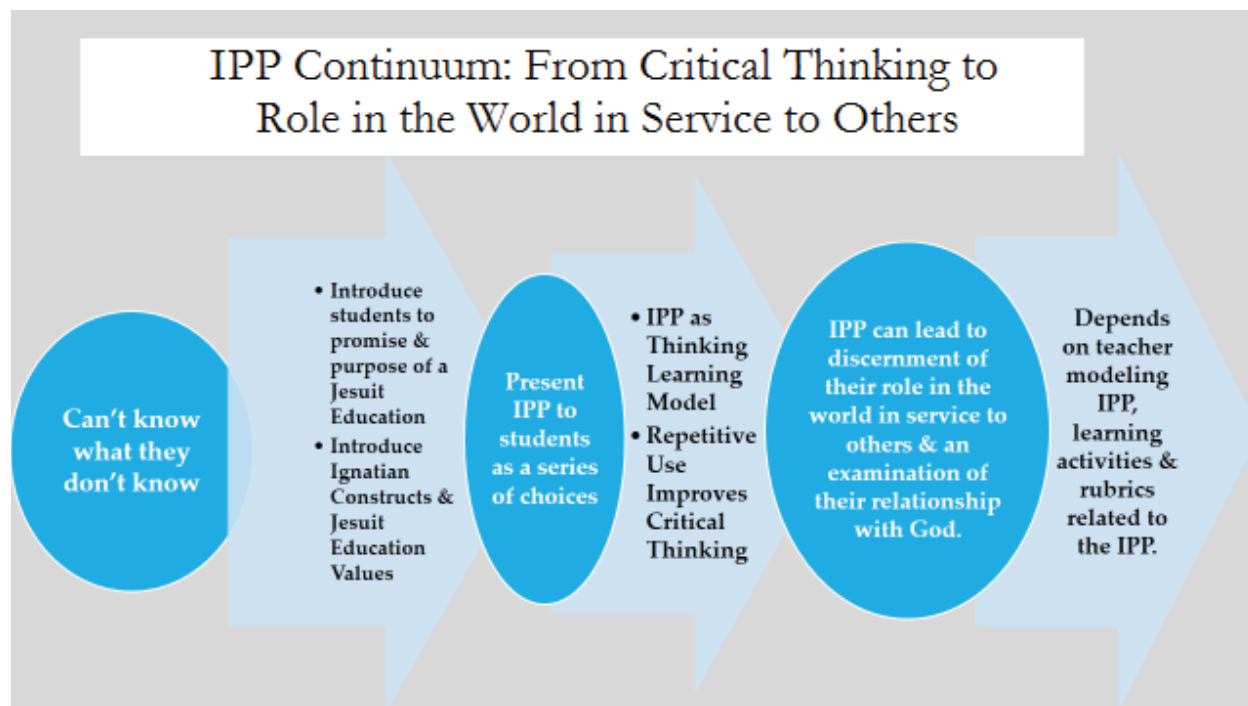 IPP Continuum: From Critical Thinking to
Role in the World in Service to Others
Can't know
what they
don't know
• Introduce
students to
promise &
purpose of a
Jesuit
Education
• Introduce
Ignatian
Constructs &
Jesuit
Education
Values
Present
IPP to
students
as a series
of choices
• IPP as
Thinking
Learning
Model
• Repetitive
Use
Improves
Critical
Thinking
IPP can lead to
discernment of
their role in the
world in service to
others & an
examination of
their relationship
with God.
Depends
on teacher
modeling
IPP,
learning
activities &
rubrics
related to
the IPP.